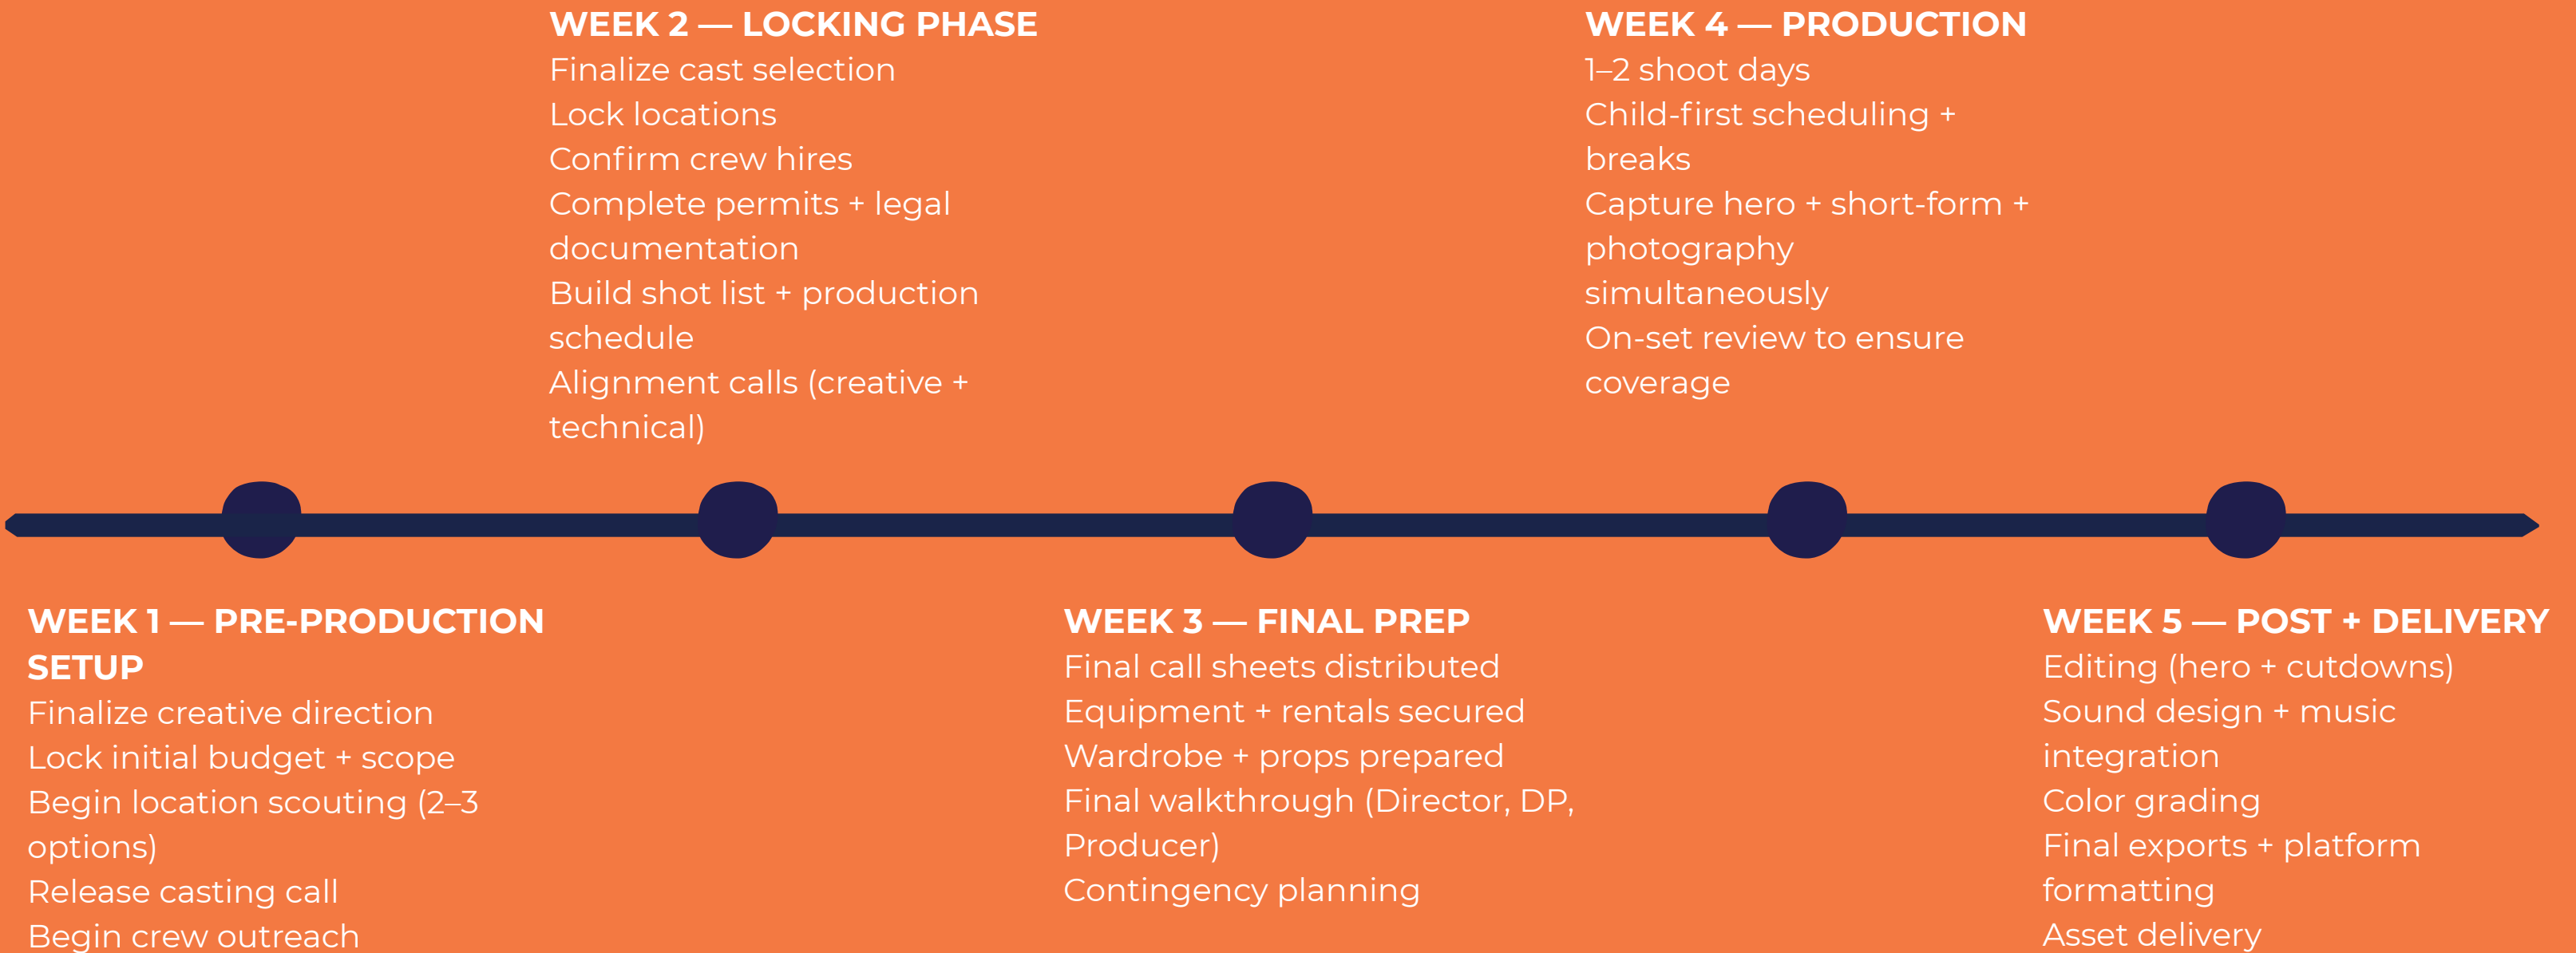 WEEK 2 — LOCKING PHASE
Finalize cast selection
Lock locations
Confirm crew hires
Complete permits + legal
documentation
Build shot list + production
schedule
Alignment calls (creative +
technical)
WEEK 4 — PRODUCTION
1–2 shoot days
Child-first scheduling +
breaks
Capture hero + short-form +
photography
simultaneously
On-set review to ensure
coverage
WEEK 1 — PRE-PRODUCTION
SETUP
Finalize creative direction
Lock initial budget + scope
Begin location scouting (2–3
options)
Release casting call
Begin crew outreach
WEEK 3 — FINAL PREP
Final call sheets distributed
Equipment + rentals secured
Wardrobe + props prepared
Final walkthrough (Director, DP,
Producer)
Contingency planning
WEEK 5 — POST + DELIVERY
Editing (hero + cutdowns)
Sound design + music
integration
Color grading
Final exports + platform
formatting
Asset delivery